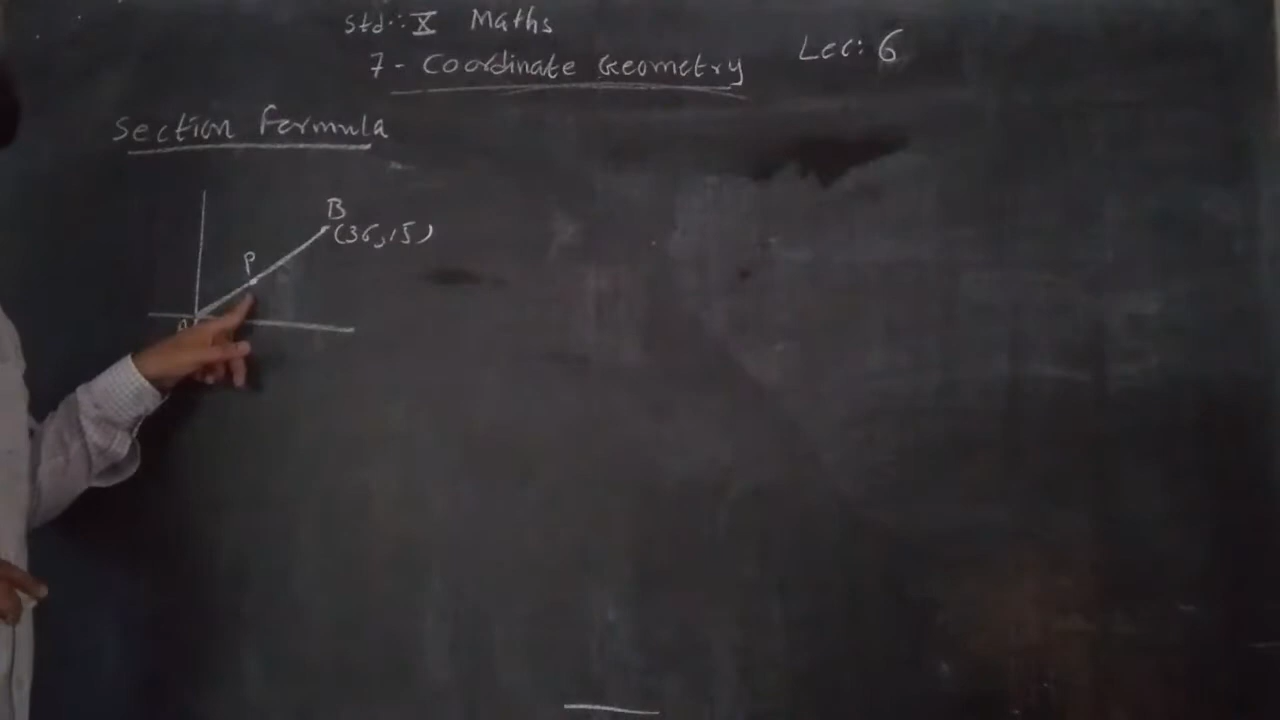 Std.: X Maths
7 - Coordinate Geometry
Lec: 6
Section Formula
B
(36,15)
P